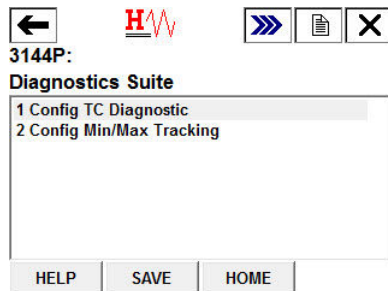 H
3144P:
Diagnostics Suite
1 Config TC Diagnostic
2 Config Min/Max Tracking
HELP SAVE HOME